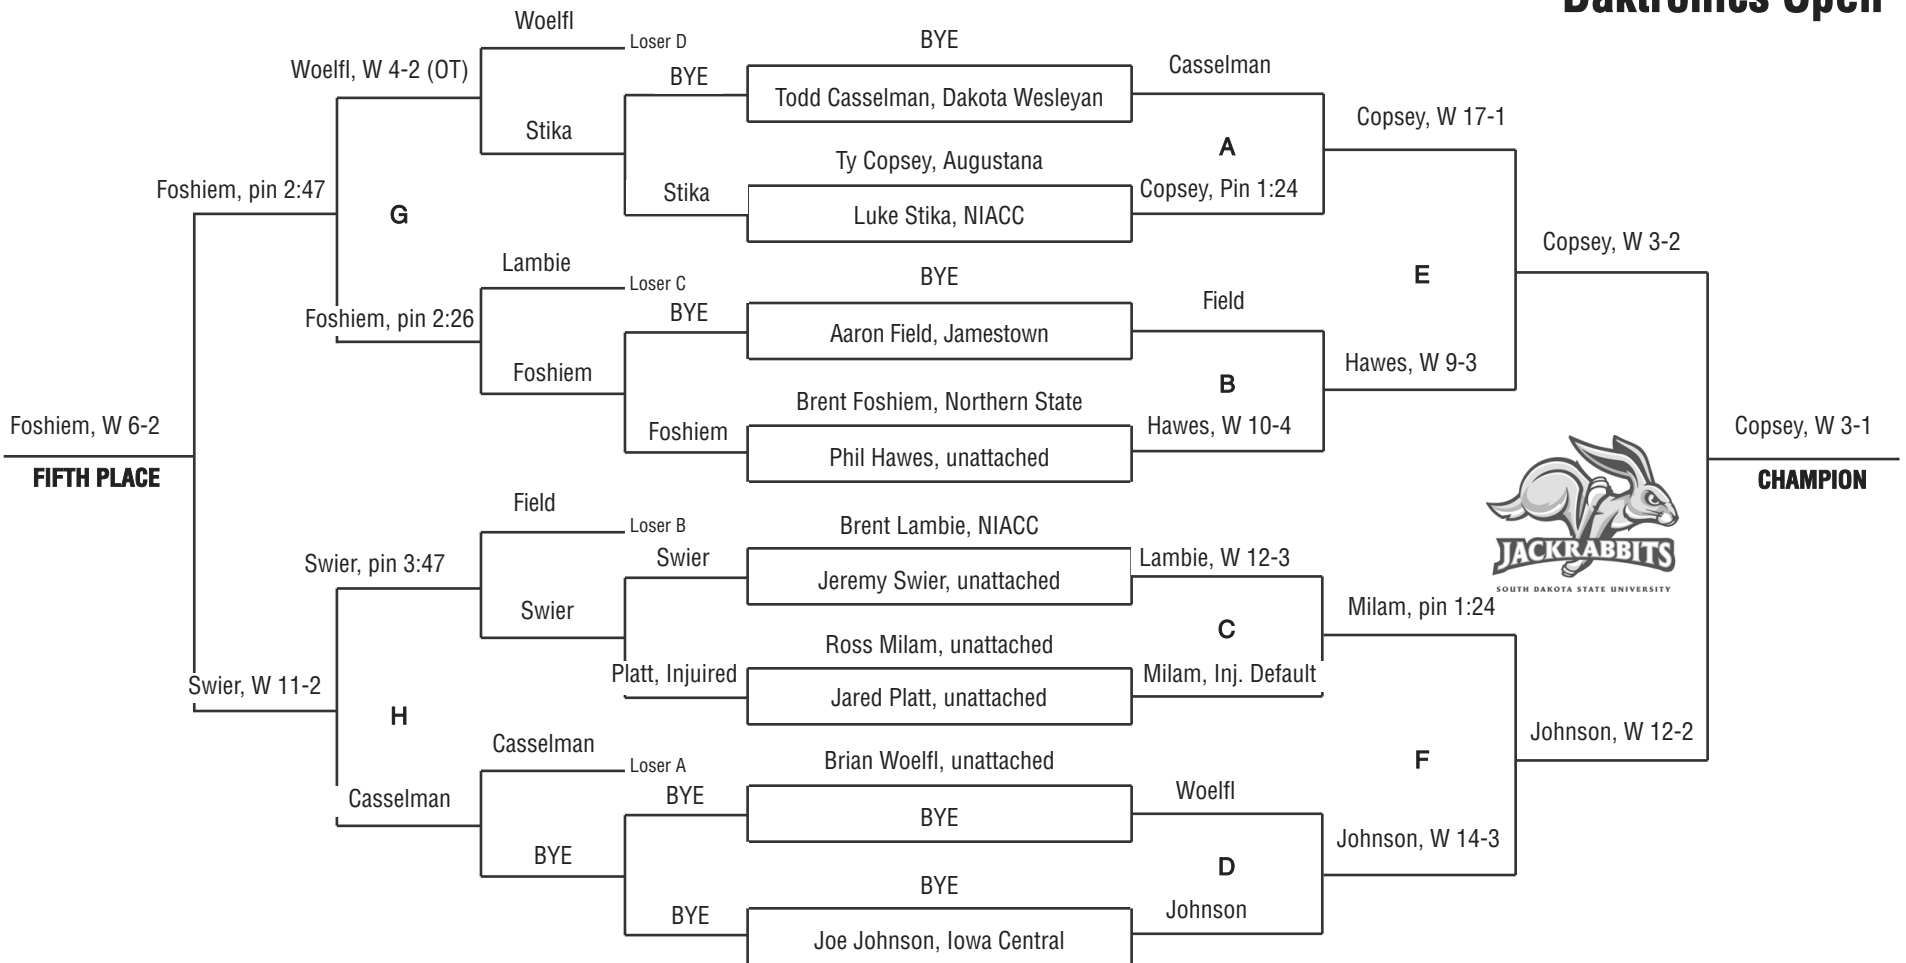 Daktronics Open
Woelfl
Loser D
BYE
Casselman
Woelfl, W 4-2 (OT)
BYE
Todd Casselman, Dakota Wesleyan
Copsey, W 17-1
Stika
A
Ty Copsey, Augustana
Foshiem, pin 2:47
Stika
Copsey, Pin 1:24
G
Luke Stika, NIACC
Copsey, W 3-2
Lambie
Loser C
BYE
E
Field
Foshiem, pin 2:26
BYE
Aaron Field, Jamestown
Hawes, W 9-3
Foshiem
B
Brent Foshiem, Northern State
Foshiem, W 6-2
Foshiem
Hawes, W 10-4
Copsey, W 3-1
Phil Hawes, unattached
FIFTH PLACE
CHAMPION
Field
Loser B
Brent Lambie, NIACC
Swier, pin 3:47
Swier
Lambie, W 12-3
JACKRABBITS
Jeremy Swier, unattached
SOUTH DAKOTA STATE UNIVERSITY
Swier
Milam, pin 1:24
C
Ross Milam, unattached
Platt, Injuired
Milam, Inj. Default
Swier, W 11-2
Jared Platt, unattached
H
Johnson, W 12-2
Casselman
Loser A
Brian Woelfl, unattached
F
Casselman
BYE
Woelfl
BYE
Johnson, W 14-3
BYE
D
BYE
BYE
Johnson
Joe Johnson, Iowa Central